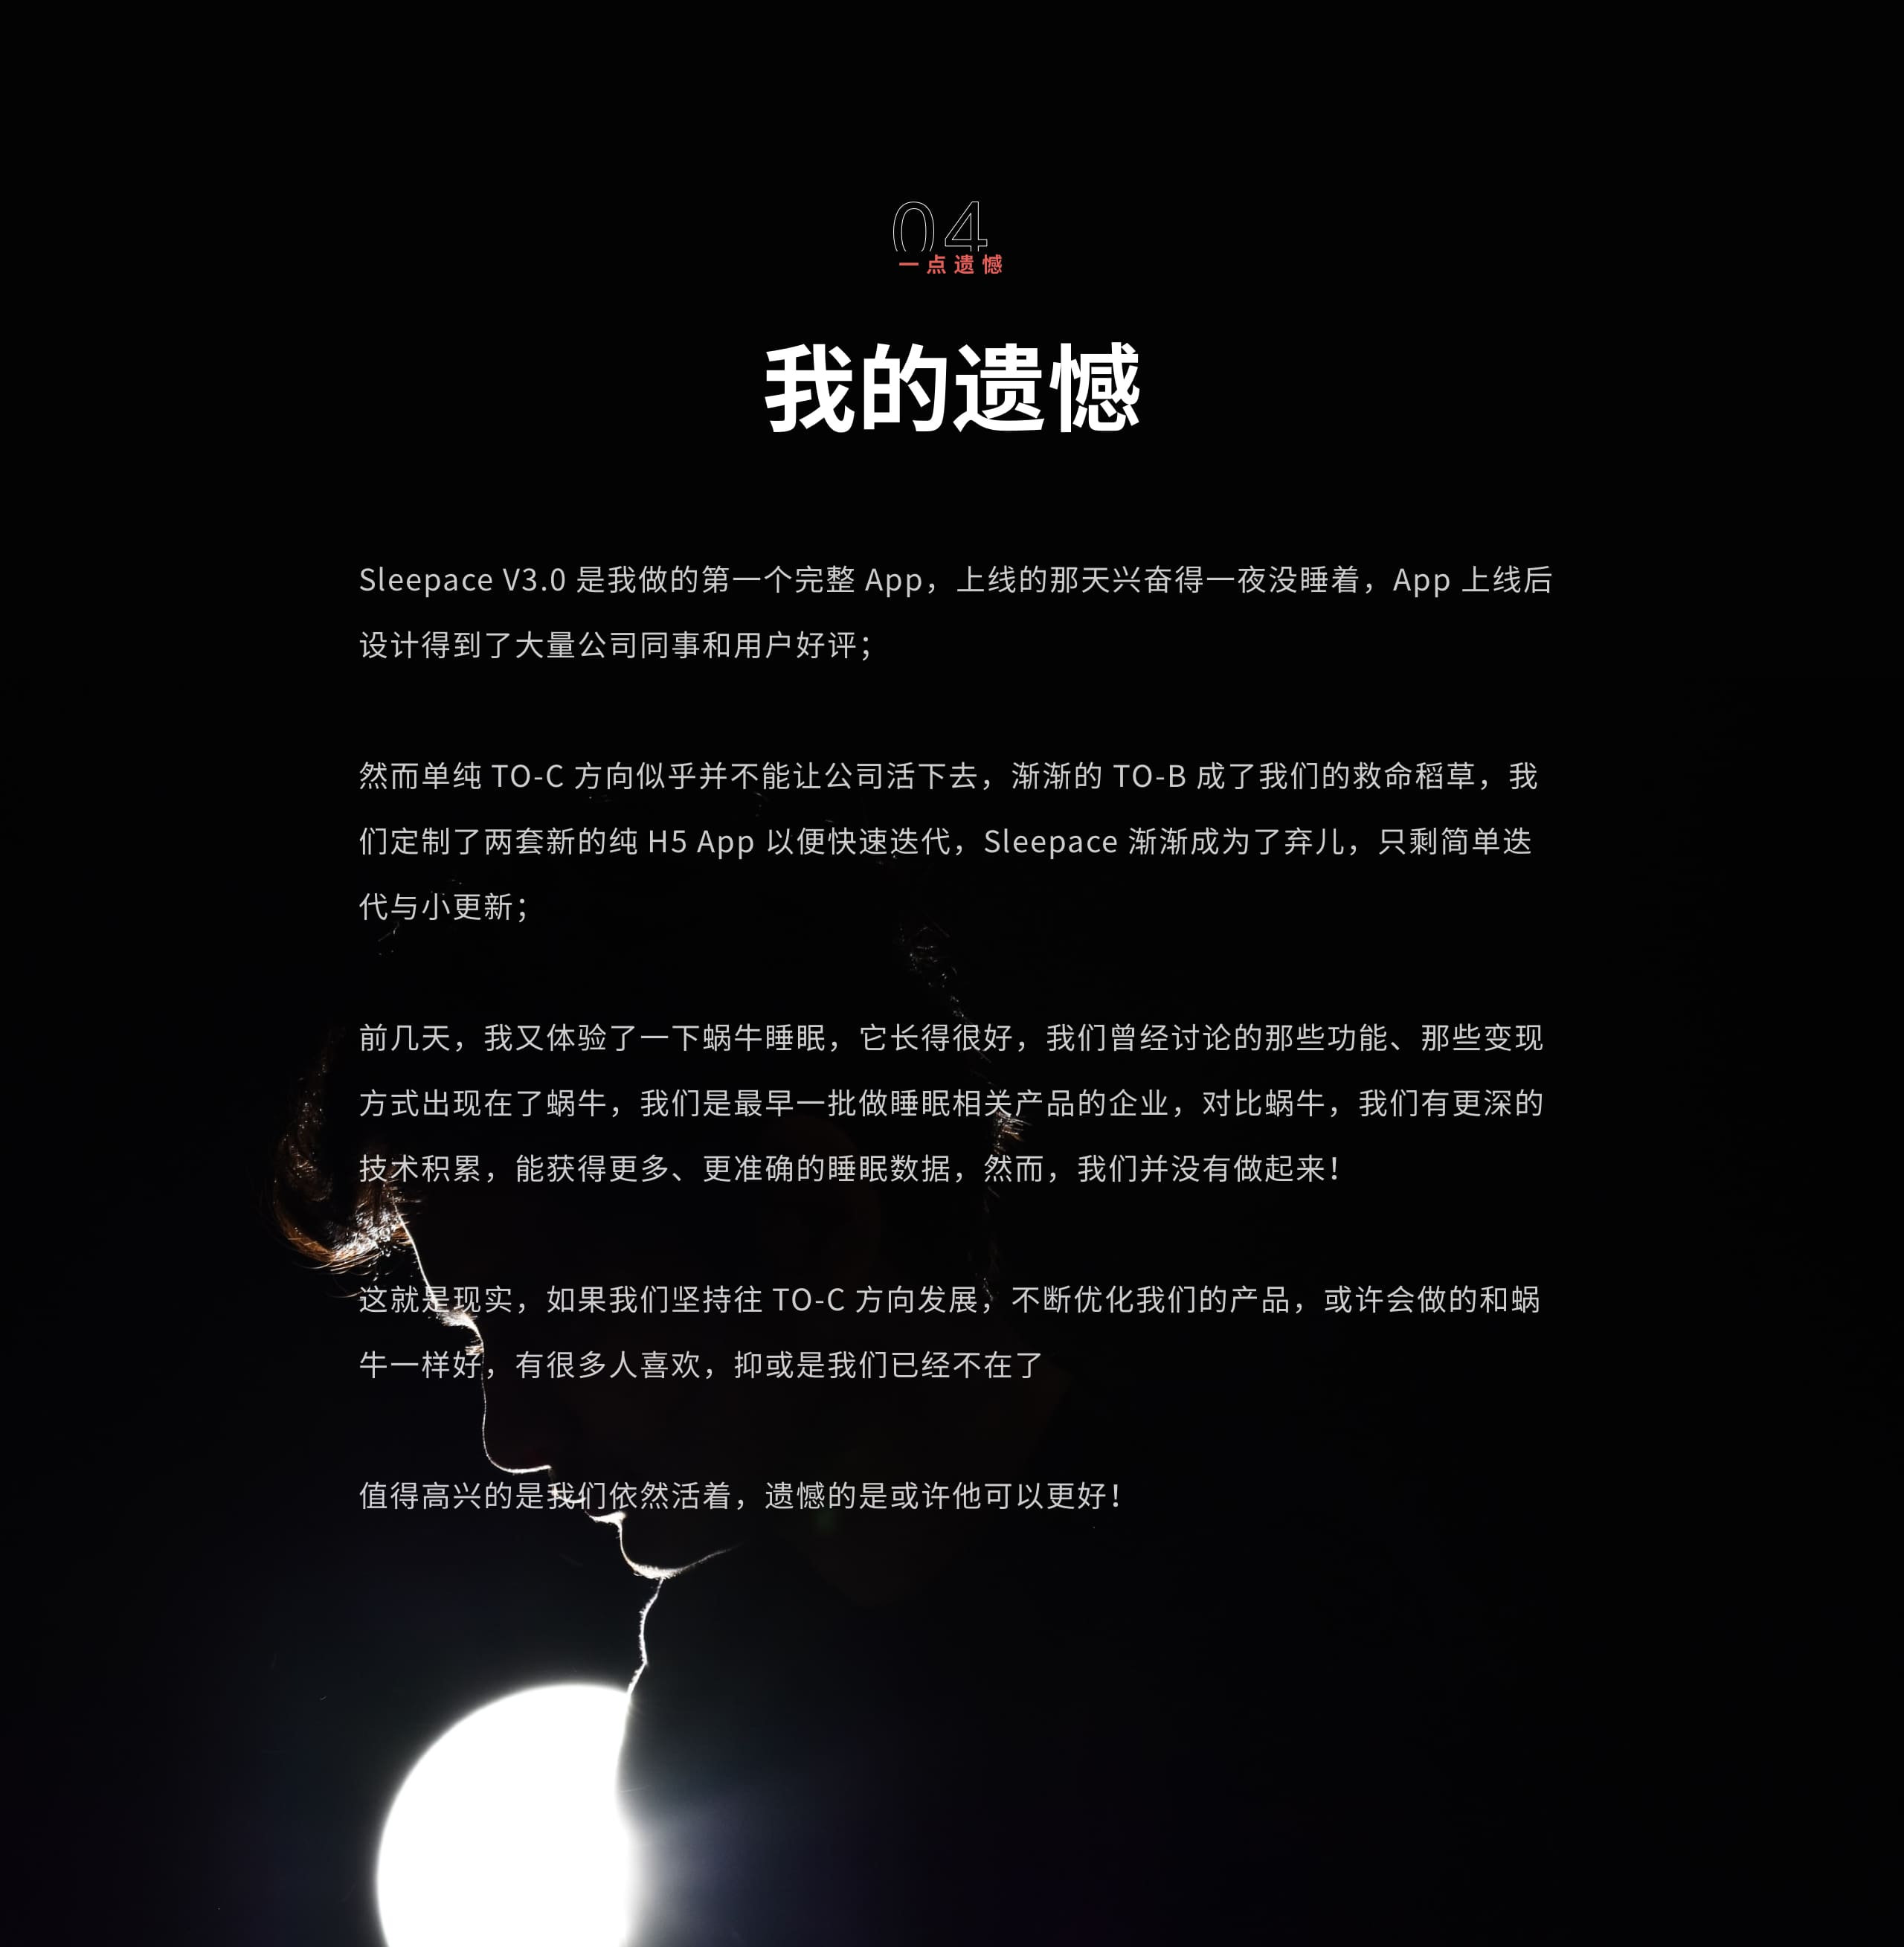 04
一点遗憾
我的遗憾
Sleepace V3.0 是我做的第一个完整 App，上线的那天兴奋得一夜没睡着，App 上线后
设计得到了大量公司同事和用户好评；
然而单纯 TO-C 方向似乎并不能让公司活下去，渐渐的 TO-B 成了我们的救命稻草，我
们定制了两套新的纯 H5 App 以便快速迭代，Sleepace 渐渐成为了弃儿，只剩简单迭
代与小更新；
前几天，我又体验了一下蜗牛睡眠，它长得很好，我们曾经讨论的那些功能、那些变现
方式出现在了蜗牛，我们是最早一批做睡眠相关产品的企业，对比蜗牛，我们有更深的
技术积累，能获得更多、更准确的睡眠数据，然而，我们并没有做起来！
这就是现实，如果我们坚持往 TO-C 方向发展，不断优化我们的产品，或许会做的和蜗
牛一样好，有很多人喜欢，抑或是我们已经不在了
值得高兴的是我们依然活着，遗憾的是或许他可以更好！